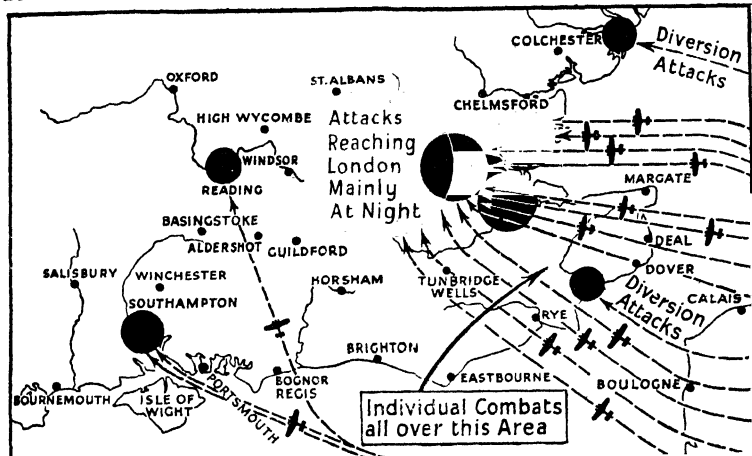 COLCHESTER
Diversion
Attacks
OXFORD
ST. ALBANS
CHELMSFORD
HIGH WYCOMBE
Attacks
Reaching
London
Mainly
At Night
WINDSOR
READING
MARGATE
BASINGSTOKE
ALDERSHOT
GUILDFORD
DEAL
DOVER
SALISBURY
WINCHESTER
HORSHAM
TUNBRIDGE
WELLS
Diversion
Attacks
CALAIS
SOUTHAMPTON
RYE
BRIGHTON
BOURNEMOUTH
ISLE OF
WIGHT
PORTSMOUTH
BOGNOR
REGIS
EASTBOURNE
BOULOGNE
Individual Combats
all over this Area